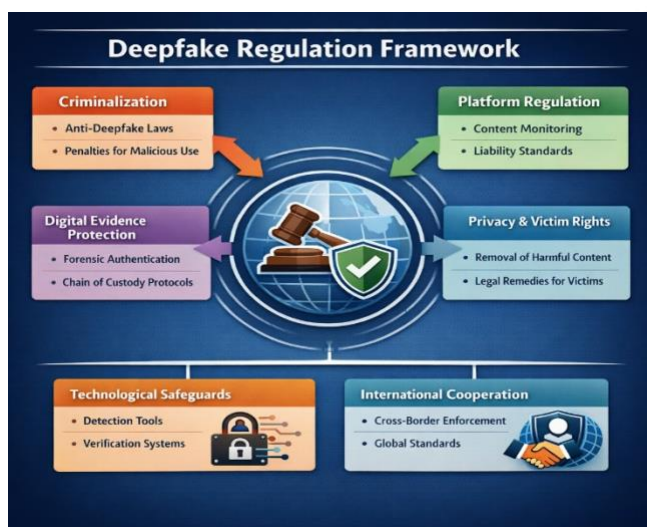 Deepfake Regulation Framework
Criminalization
• Anti-Deepfake Laws
• Penalties for Malicious Use
Platform Regulation
• Content Monitoring
• Liability Standards
Digital Evidence
Protection
• Forensic Authentication
• Chain of Custody Protocols
Privacy & Victim Rights
• Removal of Harmful Content
• Legal Remedies for Victims
Technological Safeguards
• Detection Tools
• Verification Systems
International Cooperation
• Cross-Border Enforcement
• Global Standards